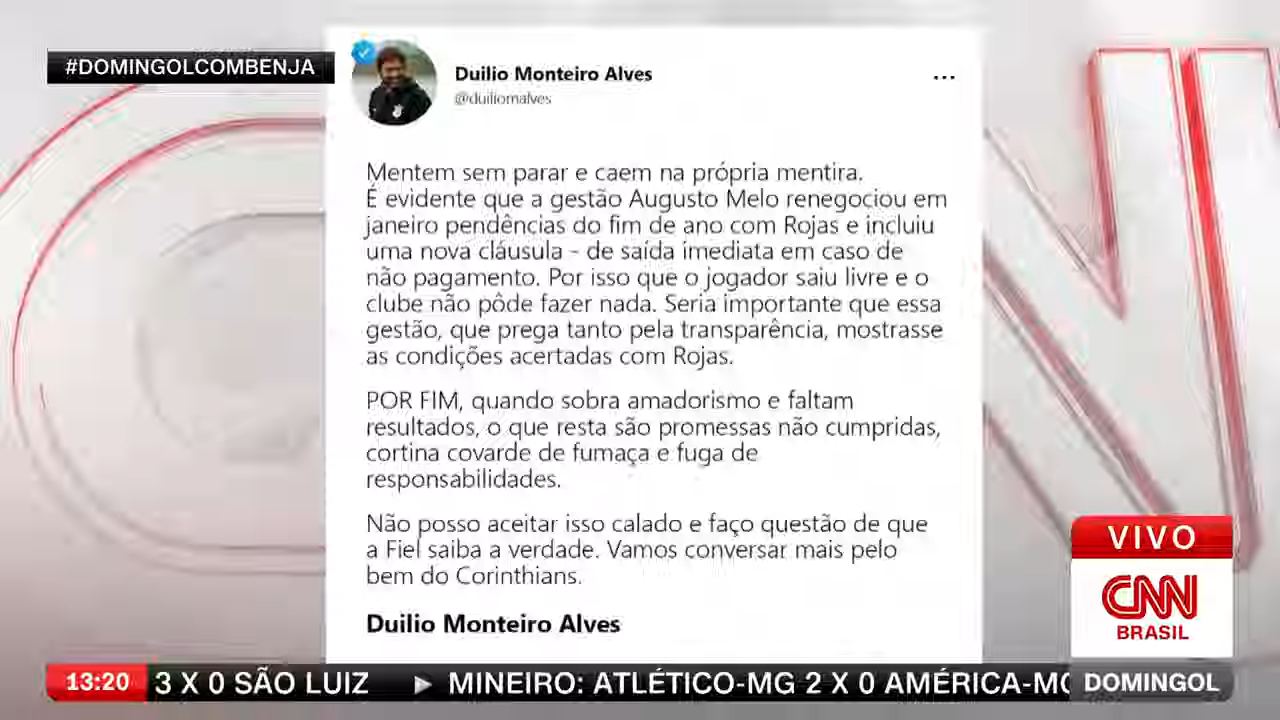 #DOMINGOLCOMBENJA
Duilio Monteiro Alves
@duiliomalves
...
Mentem sem parar e caem na própria mentira.
É evidente que a gestão Augusto Melo renegociou em
janeiro pendências do fim de ano com Rojas e incluiu
uma nova cláusula - de saída imediata em caso de
não pagamento. Por isso que o jogador saiu livre e o
clube não pôde fazer nada. Seria importante que essa
gestão, que prega tanto pela transparência, mostrasse
as condições acertadas com Rojas.
POR FIM, quando sobra amadorismo e faltam
resultados, o que resta são promessas não cumpridas,
cortina covarde de fumaça e fuga de
responsabilidades.
Não posso aceitar isso calado e faço questão de que
a Fiel saiba a verdade. Vamos conversar mais pelo
bem do Corinthians.
Duilio Monteiro Alves
VIVO
CNN
BRASIL
13:20 3 X 0 SÃO LUIZ ► MINEIRO: ATLÉTICO-MG 2 X 0 AMÉRICA-MG DOMINGOL